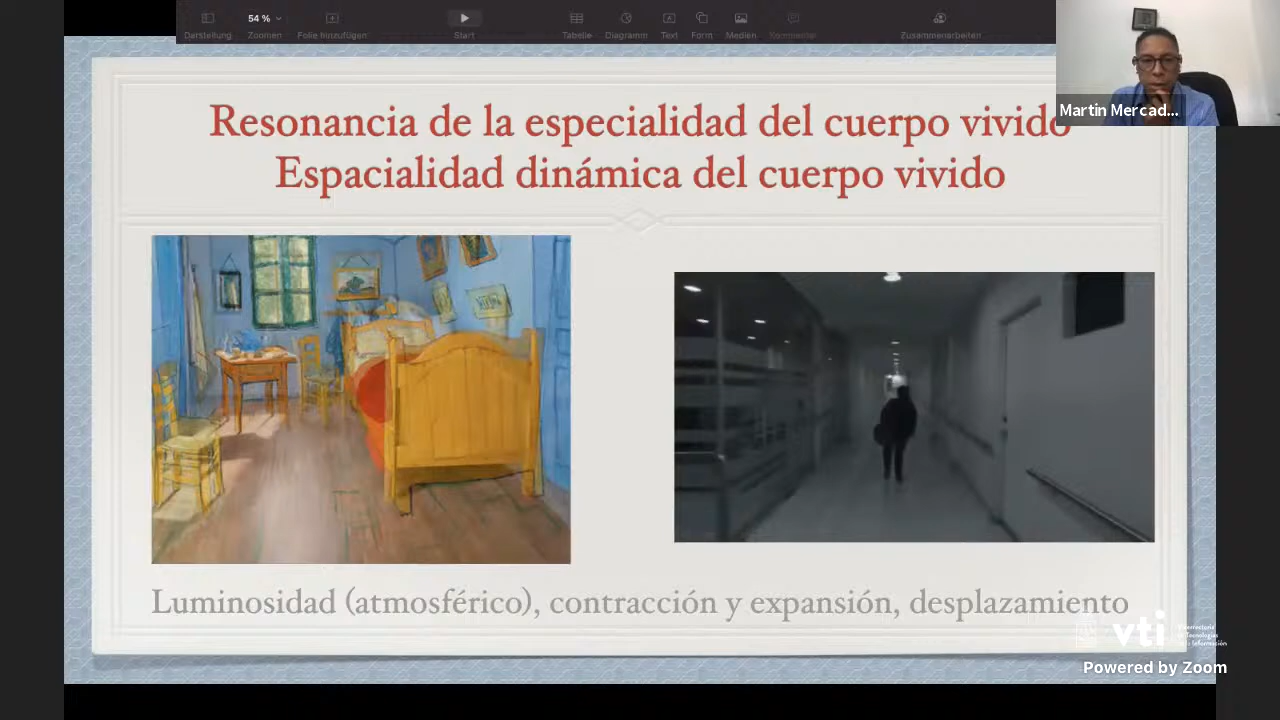 54 %
Darstellung
Zoomen
Folie hinzufügen
Start
Tabelle
Diagramm
Text
Form
Medien
Kommentar
Zusammenarbeiten
Martin Mercad...
Resonancia de la especialidad del cuerpo vivido
Espacialidad dinámica del cuerpo vivido
Luminosidad (atmosférico), contracción y expansión, desplazamiento
vti
Powered by Zoom